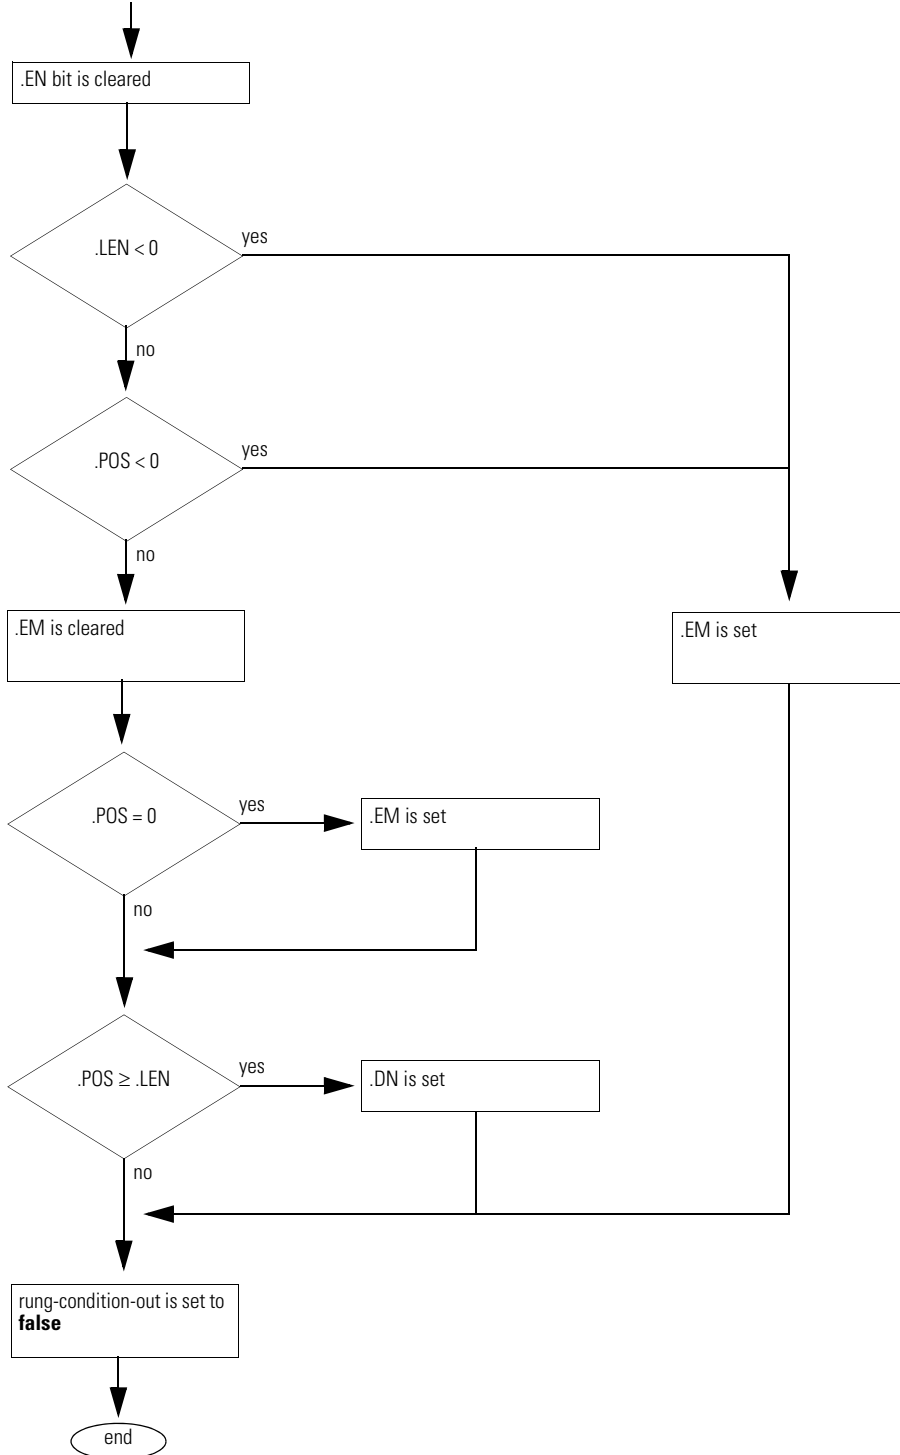 .EN bit is cleared
.LEN < 0
yes
no
.POS < 0
yes
no
.EM is cleared
.EM is set
.POS = 0
yes
.EM is set
no
.POS ≥ .LEN
yes
.DN is set
no
rung-condition-out is set to
false
end